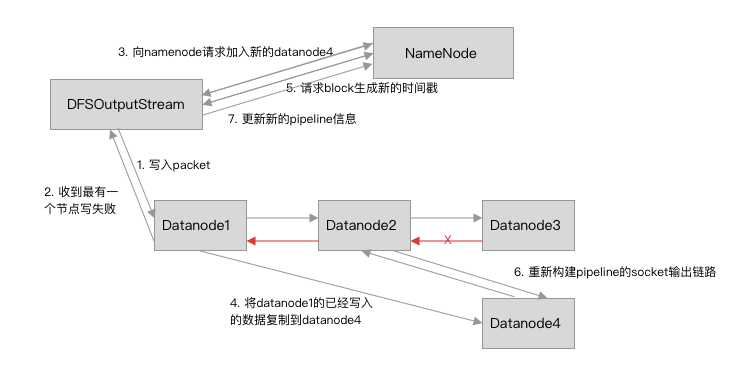 3. 向namenode请求加入新的datanode4
NameNode
DFSOutputStream
5. 请求block生成新的时间戳
7. 更新新的pipeline信息
1. 写入packet
2. 收到最有一
个节点写失败
Datanode1
Datanode2
Datanode3
X
6. 重新构建pipeline的socket输出链路
4. 将datanode1的已经写入
的数据复制到datanode4
Datanode4